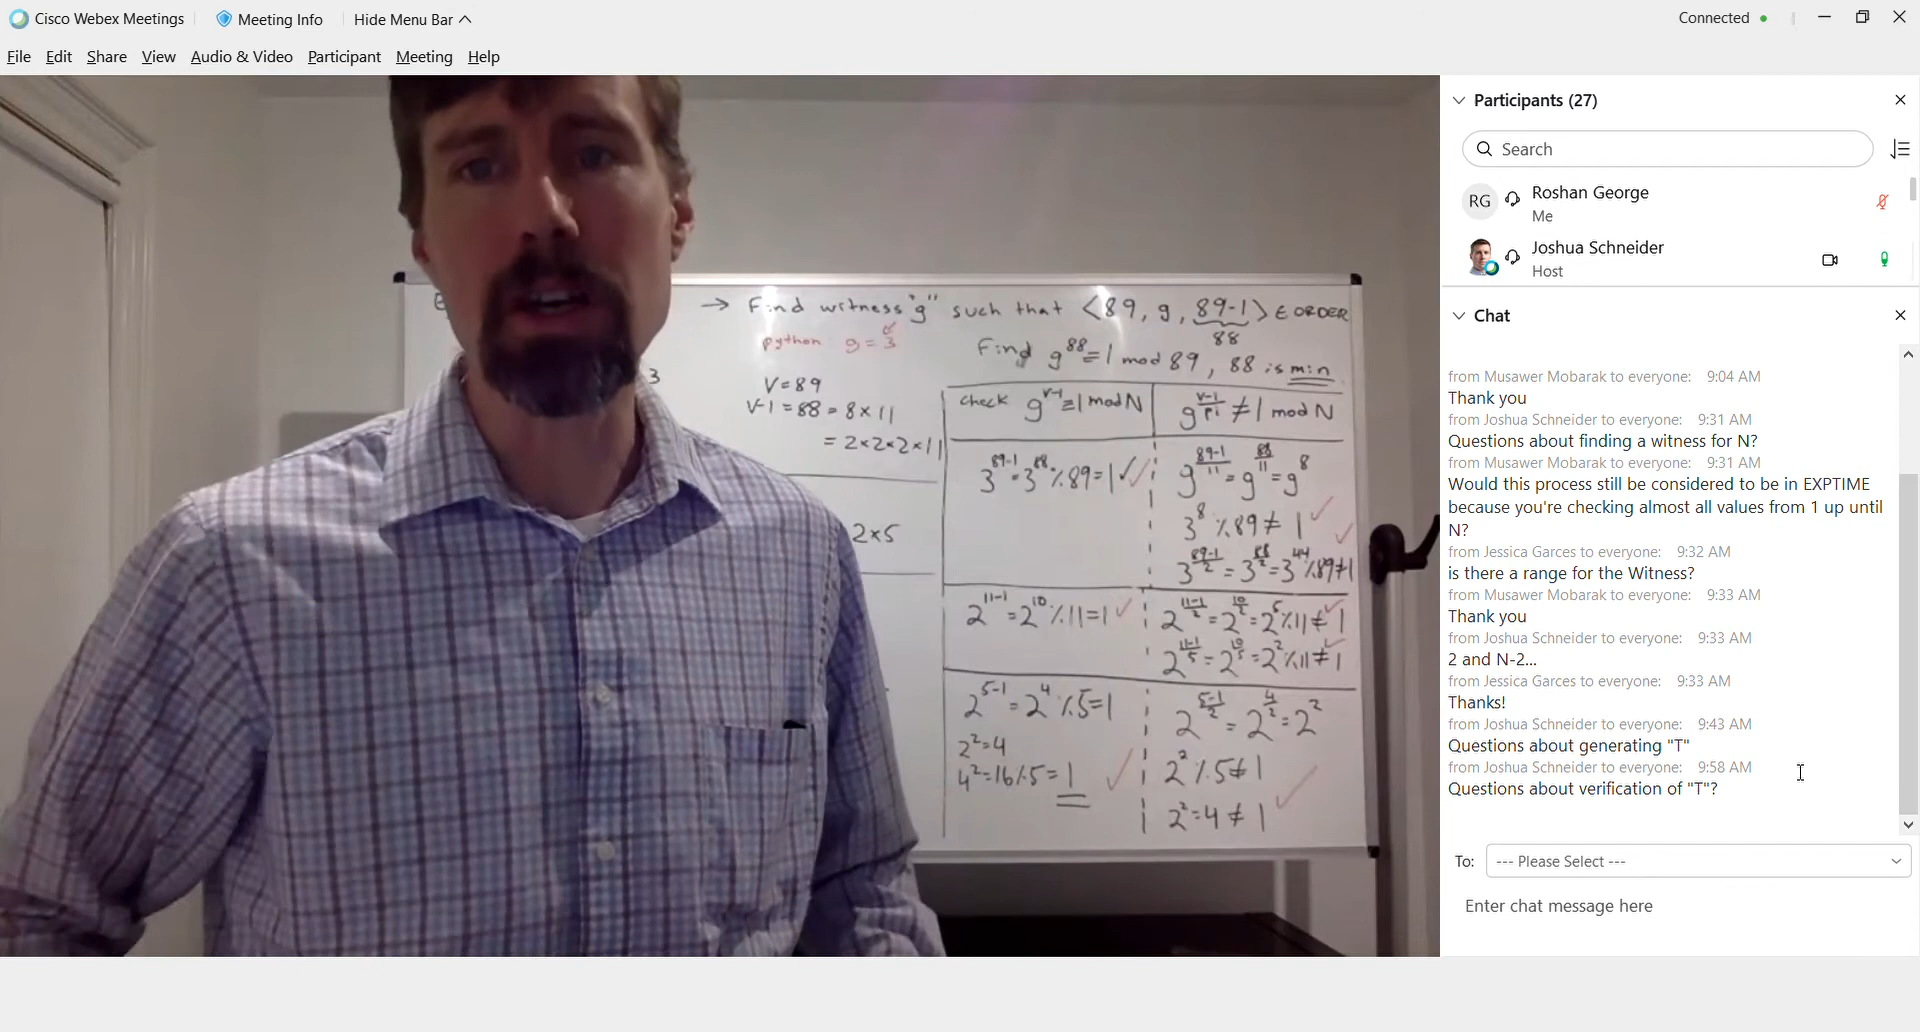 Cisco Webex Meetings
Meeting Info
Hide Menu Bar
Connected
File Edit Share View Audio & Video Participant Meeting Help
→ Find witness "g" such that <89, g, 89-1> ∈ ORDER
88
python g = 3
Find g^88 ≡ 1 mod 89, 88 is min
3
V=89
V-1 = 88 = 8 × 11
= 2×2×2×11
2×5
check g^(V-1) ≡ 1 mod N
g^((V-1)/Pi) ≠ 1 mod N
3^(89-1) = 3^88 % 89 = 1 ✓
g^((89-1)/11) = g^(88/11) = g^8
3^8 % 89 ≠ 1
3^((89-1)/2) = 3^(88/2) = 3^44 % 89 ≠ 1
2^(11-1) = 2^10 % 11 = 1
2^((11-1)/2) = 2^(10/2) = 2^5 % 11 ≠ 1
2^((11-1)/5) = 2^(10/5) = 2^2 % 11 ≠ 1
2^(5-1) = 2^4 % 5 = 1
2^2 = 4
4^2 = 16 % 5 = 1
2^((5-1)/2) = 2^(4/2) = 2^2
2^2 % 5 ≠ 1
2^2 = 4 ≠ 1
Participants (27)
Search
RG
Roshan George
Me
Joshua Schneider
Host
Chat
from Musawer Mobarak to everyone: 9:04 AM
Thank you
from Joshua Schneider to everyone: 9:31 AM
Questions about finding a witness for N?
from Musawer Mobarak to everyone: 9:31 AM
Would this process still be considered to be in EXPTIME
because you're checking almost all values from 1 up until
N?
from Jessica Garces to everyone: 9:32 AM
is there a range for the Witness?
from Musawer Mobarak to everyone: 9:33 AM
Thank you
from Joshua Schneider to everyone: 9:33 AM
2 and N-2...
from Jessica Garces to everyone: 9:33 AM
Thanks!
from Joshua Schneider to everyone: 9:43 AM
Questions about generating "T"
from Joshua Schneider to everyone: 9:58 AM
Questions about verification of "T"?
To: --- Please Select ---
Enter chat message here